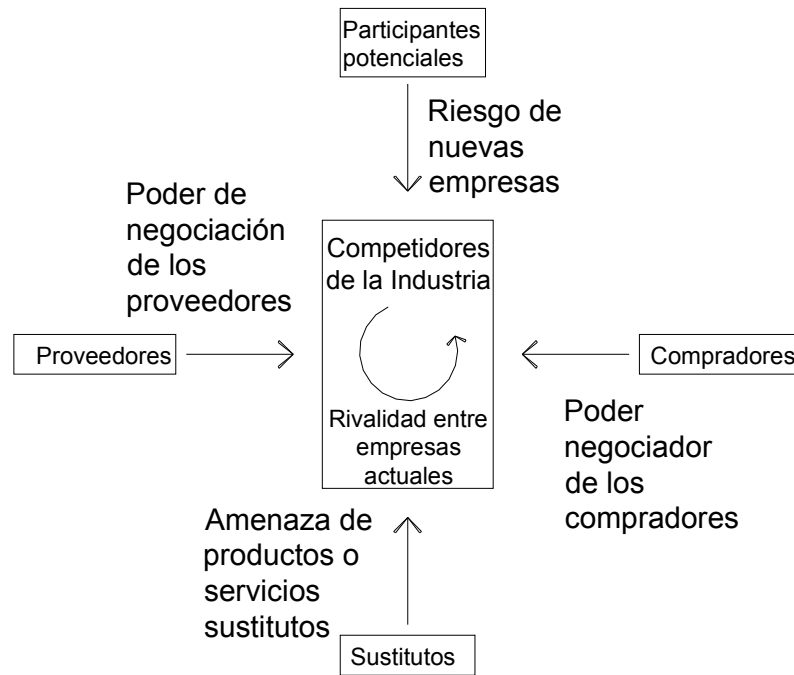 Participantes
potenciales
Riesgo de
nuevas
empresas
Poder de
negociación
de los
proveedores
Competidores
de la Industria
Proveedores
Compradores
Rivalidad entre
empresas
actuales
Poder
negociador
de los
compradores
Amenaza de
productos o
servicios
sustitutos
Sustitutos